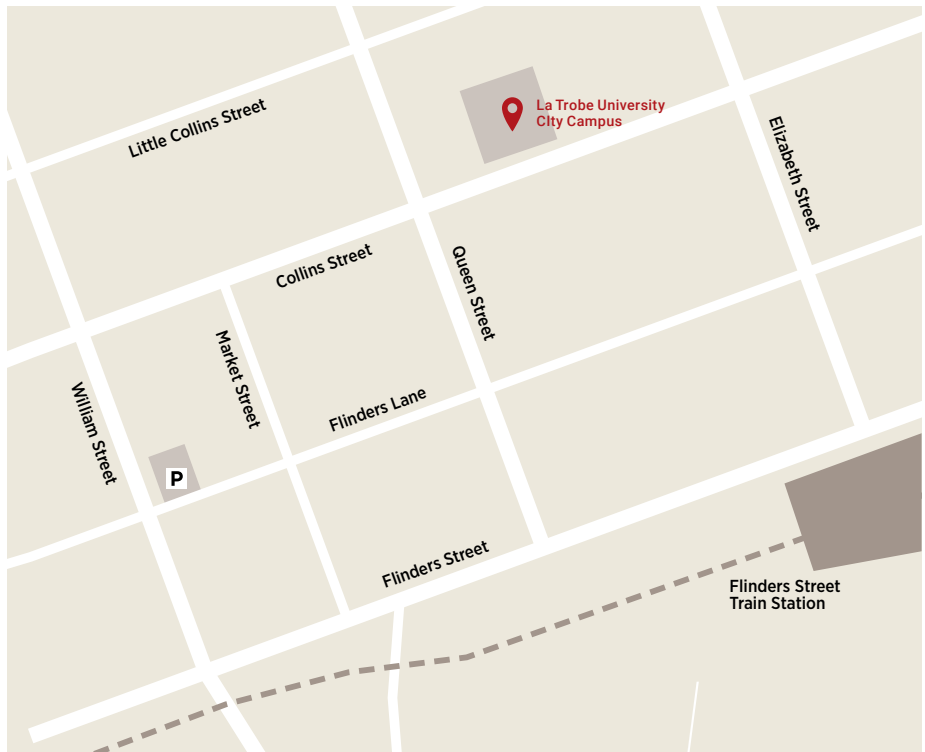 La Trobe University
CIty Campus
Little Collins Street
Elizabeth Street
Collins Street
Queen Street
Market Street
William Street
Flinders Lane
P
Flinders Street
Flinders Street
Train Station